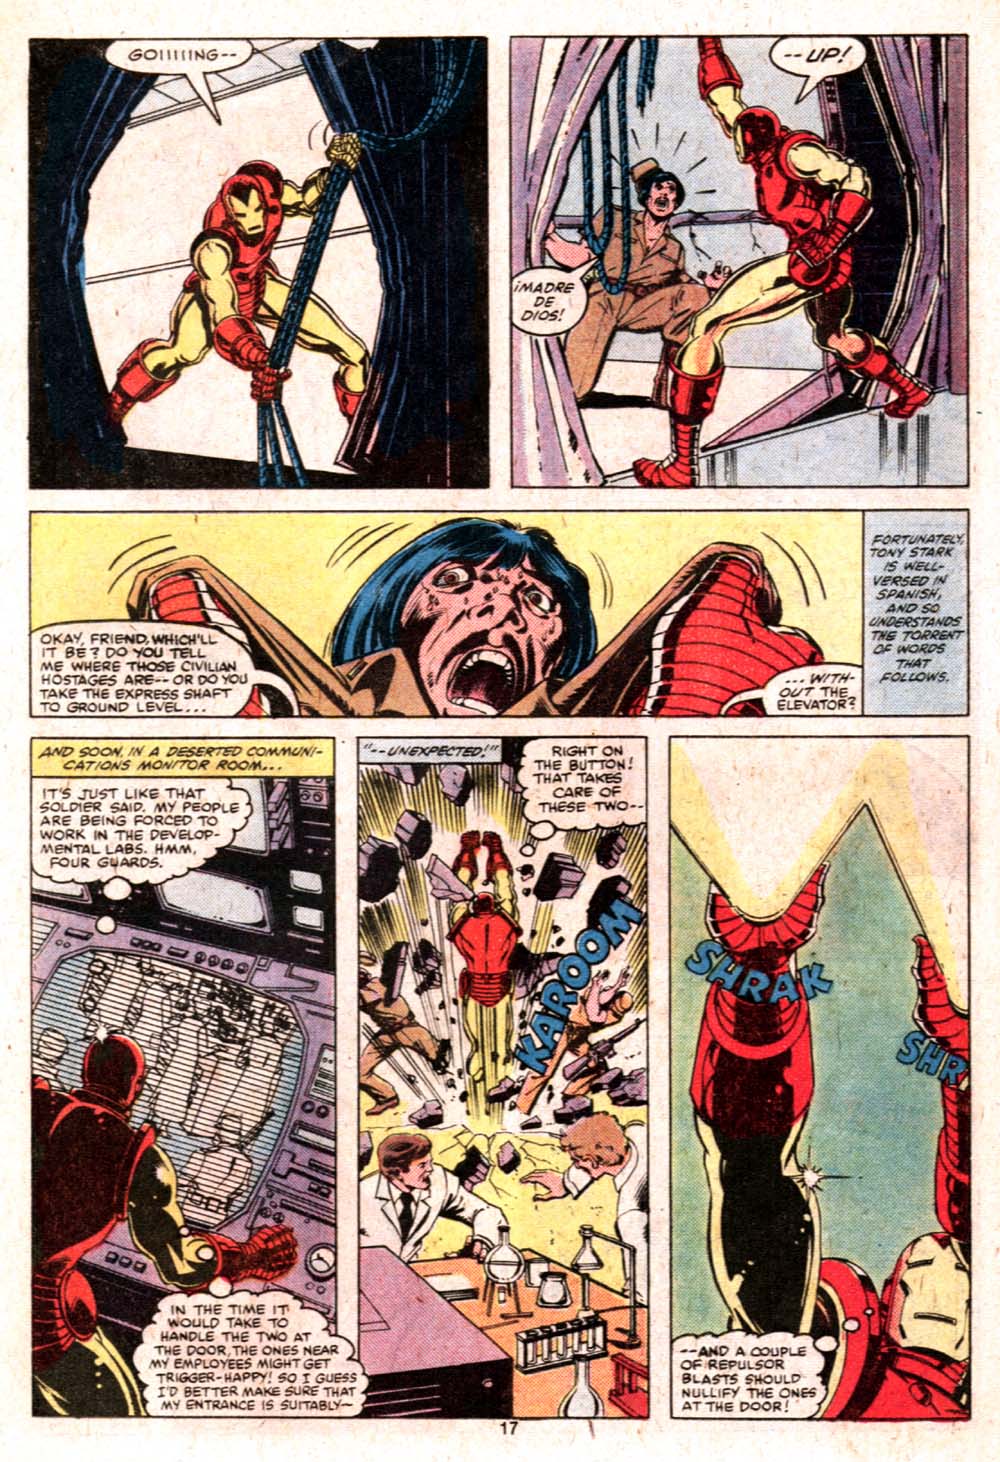 GOIIIIING--
--UP!
¡MADRE
DE
DIOS!
OKAY, FRIEND, WHICH'LL
IT BE? DO YOU TELL
ME WHERE THOSE CIVILIAN
HOSTAGES ARE--OR DO YOU
TAKE THE EXPRESS SHAFT
TO GROUND LEVEL...
...WITH-
OUT THE
ELEVATOR?
FORTUNATELY,
TONY STARK
IS WELL-
VERSED IN
SPANISH,
AND SO
UNDERSTANDS
THE TORRENT
OF WORDS
THAT
FOLLOWS.
AND SOON, IN A DESERTED COMMUNI-
CATIONS MONITOR ROOM...
IT'S JUST LIKE THAT
SOLDIER SAID. MY PEOPLE
ARE BEING FORCED TO
WORK IN THE DEVELOP-
MENTAL LABS. HMM,
FOUR GUARDS.
IN THE TIME IT
WOULD TAKE TO
HANDLE THE TWO AT
THE DOOR, THE ONES NEAR
MY EMPLOYEES MIGHT GET
TRIGGER-HAPPY! SO I GUESS
I'D BETTER MAKE SURE THAT
MY ENTRANCE IS SUITABLY--
"--UNEXPECTED!"
RIGHT ON
THE BUTTON!
THAT TAKES
CARE OF
THESE TWO--
KAROOM
SHRAK
SHR
--AND A COUPLE
OF REPULSOR
BLASTS SHOULD
NULLIFY THE ONES
AT THE DOOR!
17